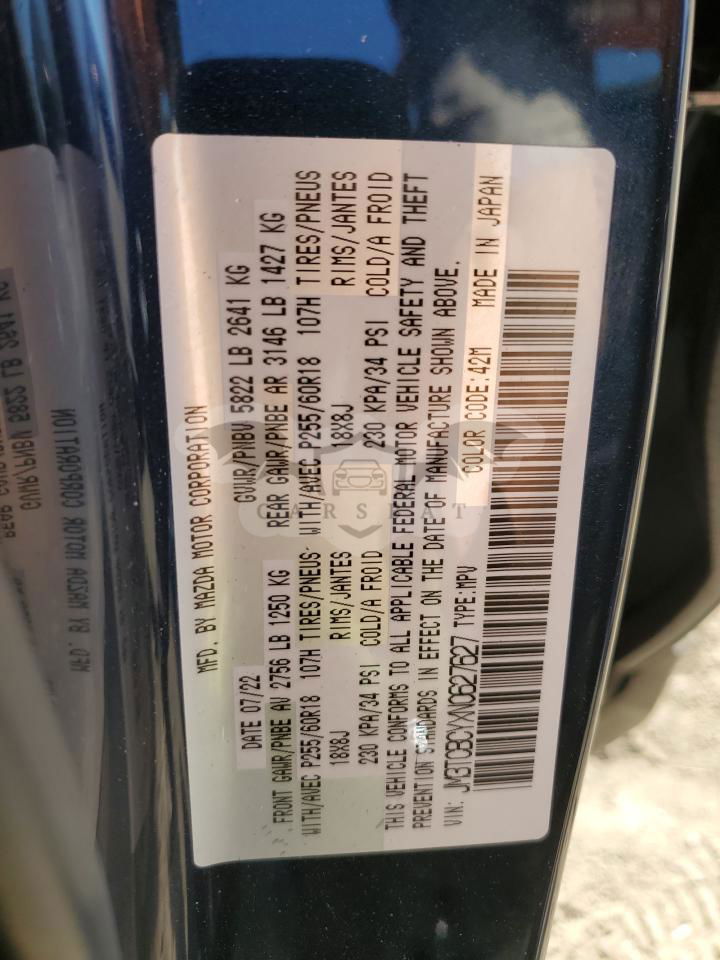 MFD. BY MAZDA MOTOR CORPORATION
DATE 07/22 GVWR/PNBV 5822 LB 2641 KG
FRONT GAWR/PNBE AV 2756 LB 1250 KG REAR GAWR/PNBE AR 3146 LB 1427 KG
WITH/AVEC P255/60R18 107H TIRES/PNEUS WITH/AVEC P255/60R18 107H TIRES/PNEUS
18X8J RIMS/JANTES 18X8J RIMS/JANTES
230 KPA/34 PSI COLD/A FROID 230 KPA/34 PSI COLD/A FROID
THIS VEHICLE CONFORMS TO ALL APPLICABLE FEDERAL MOTOR VEHICLE SAFETY AND THEFT
PREVENTION STANDARDS IN EFFECT ON THE DATE OF MANUFACTURE SHOWN ABOVE.
VIN: JM3TCBCYXN0627627 TYPE:MPV COLOR CODE:42M MADE IN JAPAN
CARSFAT